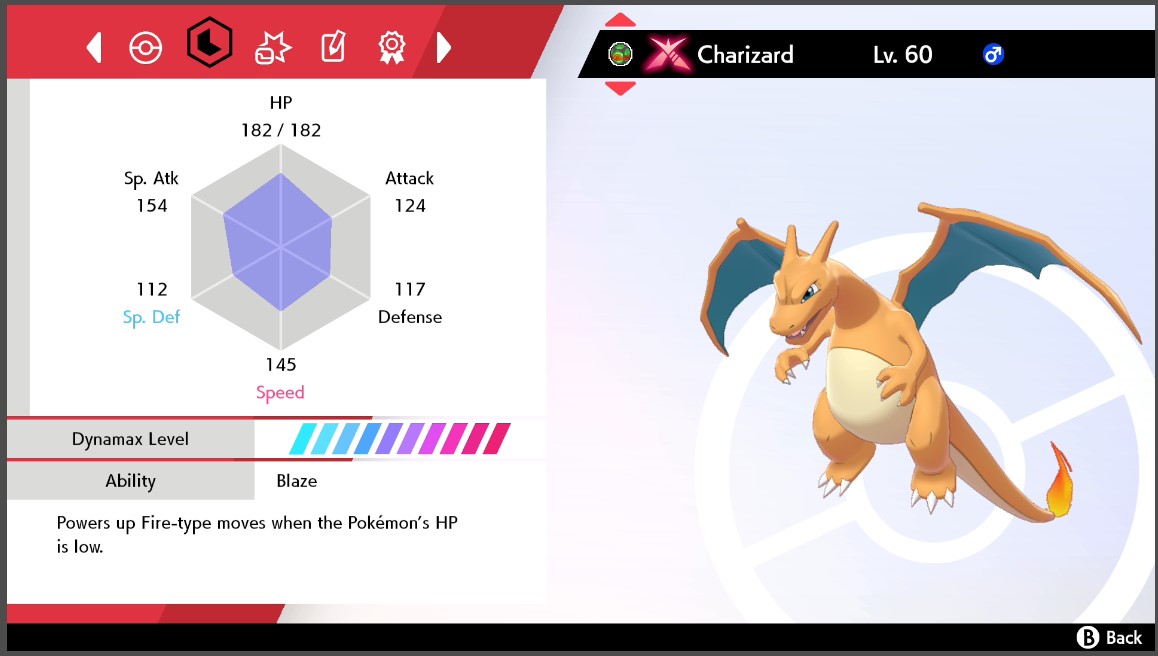 Charizard Lv. 60 ♂
HP
182 / 182
Sp. Atk
154
Attack
124
112
Sp. Def
117
Defense
145
Speed
Dynamax Level
Ability Blaze
Powers up Fire-type moves when the Pokémon's HP
is low.
B Back